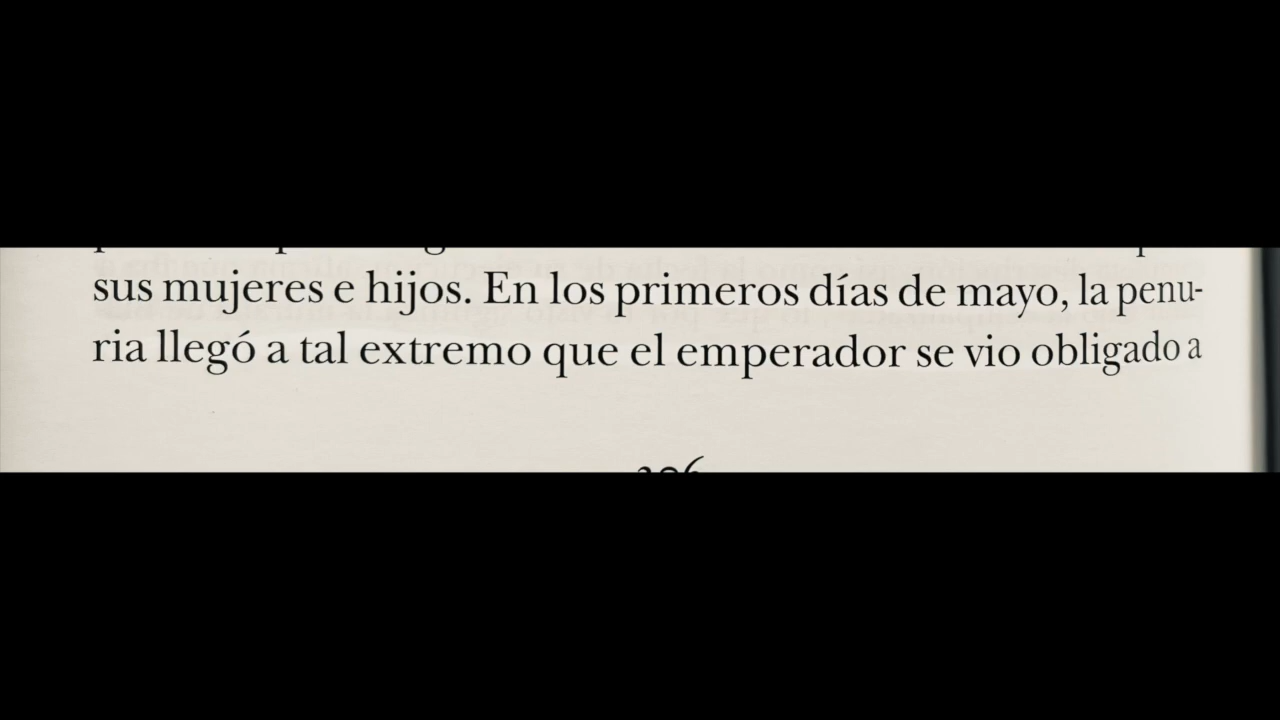 sus mujeres e hijos. En los primeros días de mayo, la penu-
ria llegó a tal extremo que el emperador se vio obligado a